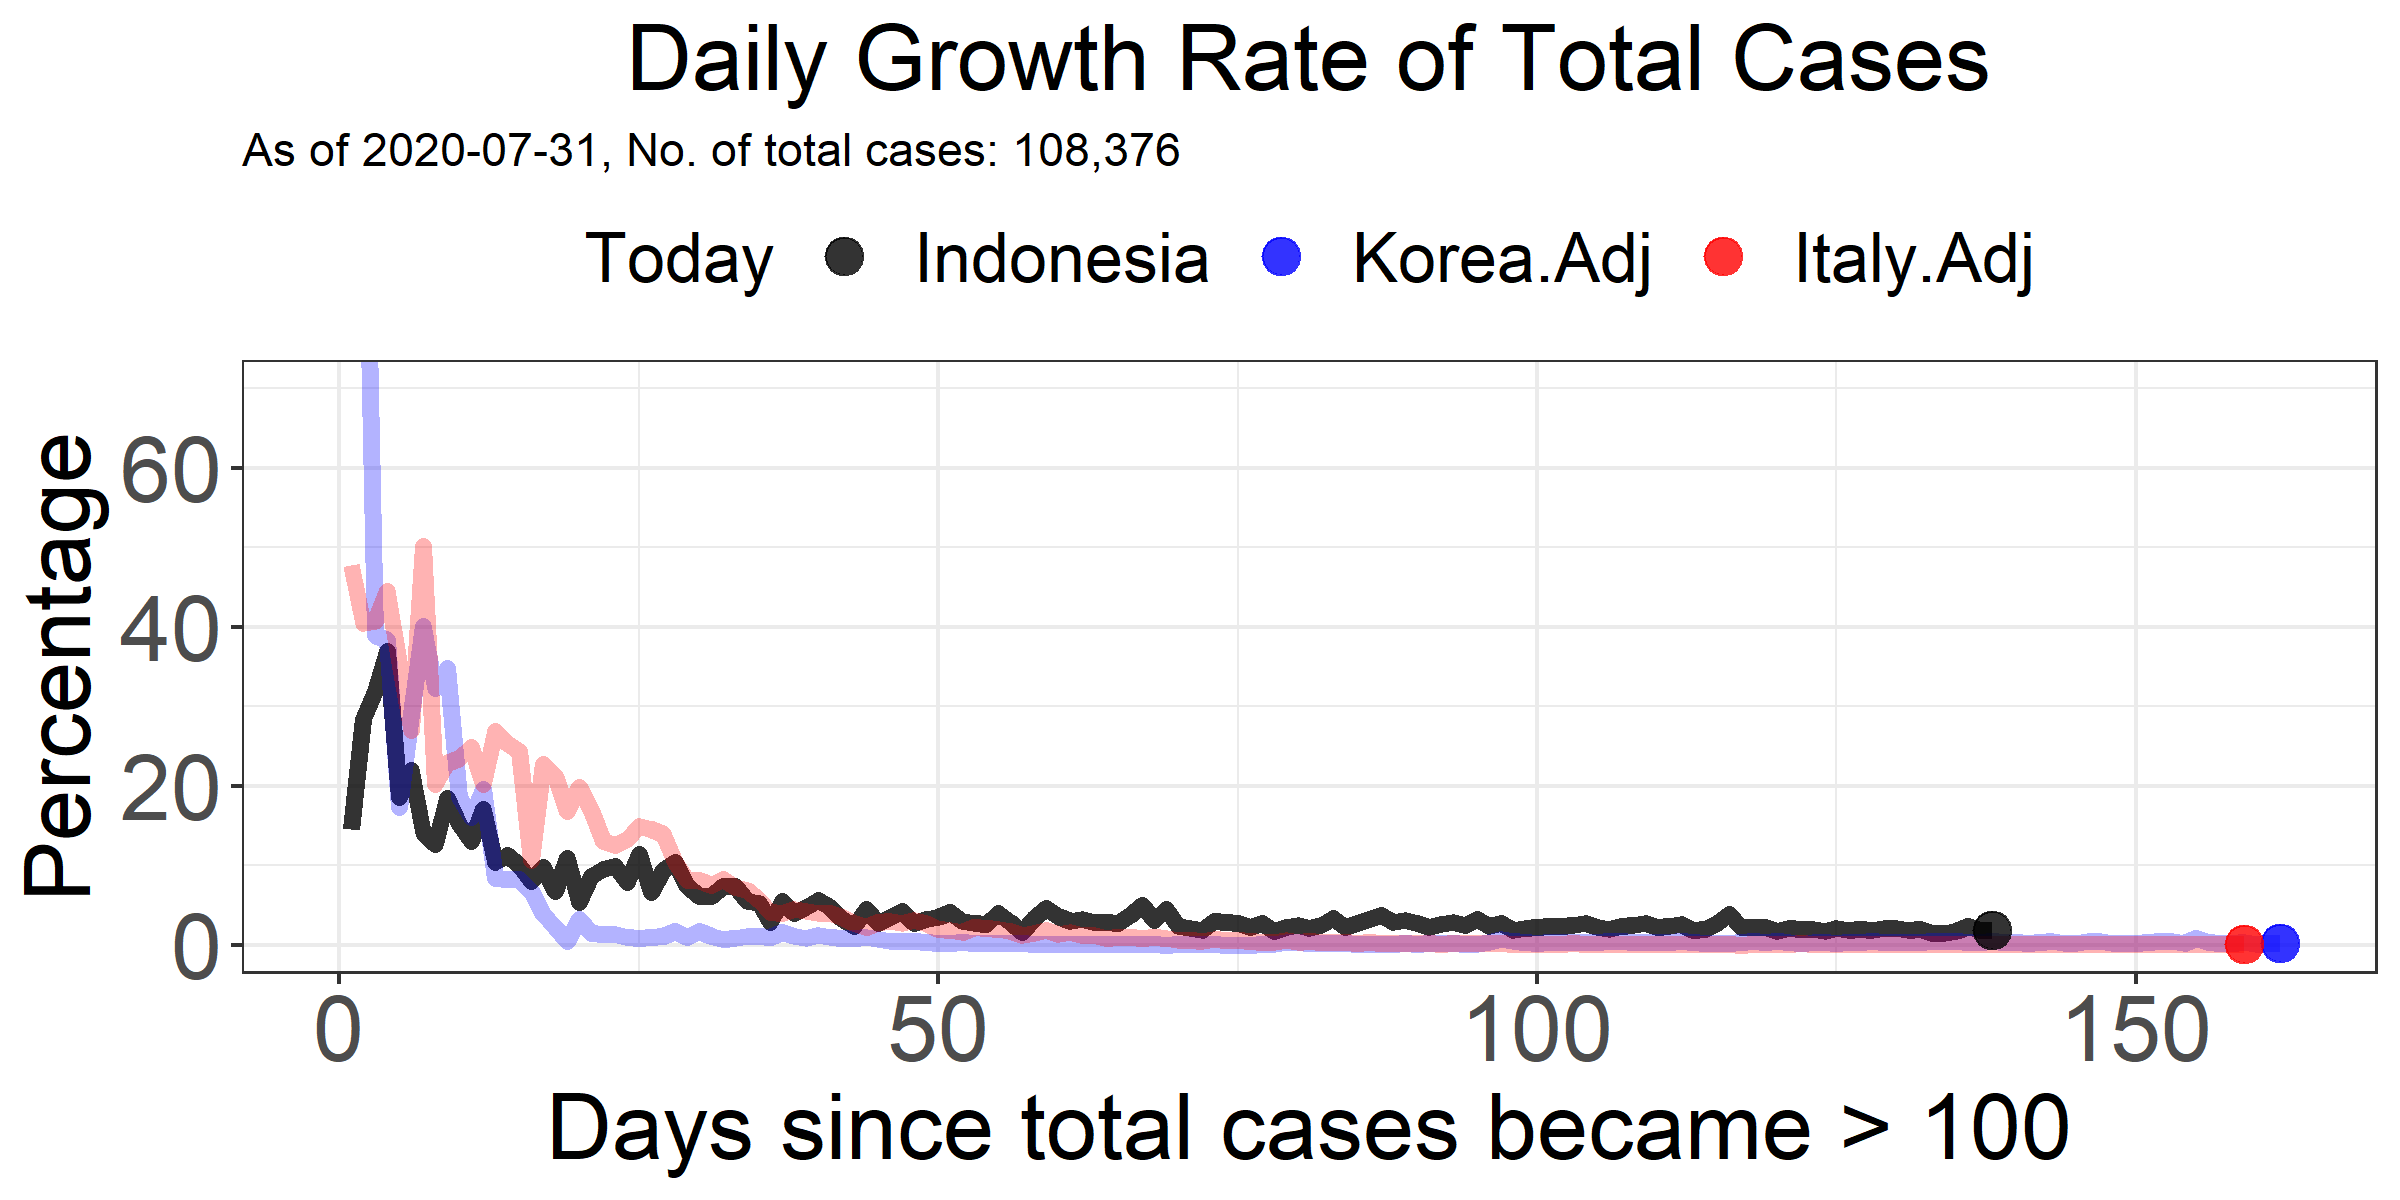 Daily Growth Rate of Total Cases
As of 2020-07-31, No. of total cases: 108,376
Today Indonesia Korea.Adj Italy.Adj
Percentage
60
40
20
0
0 50 100 150
Days since total cases became > 100